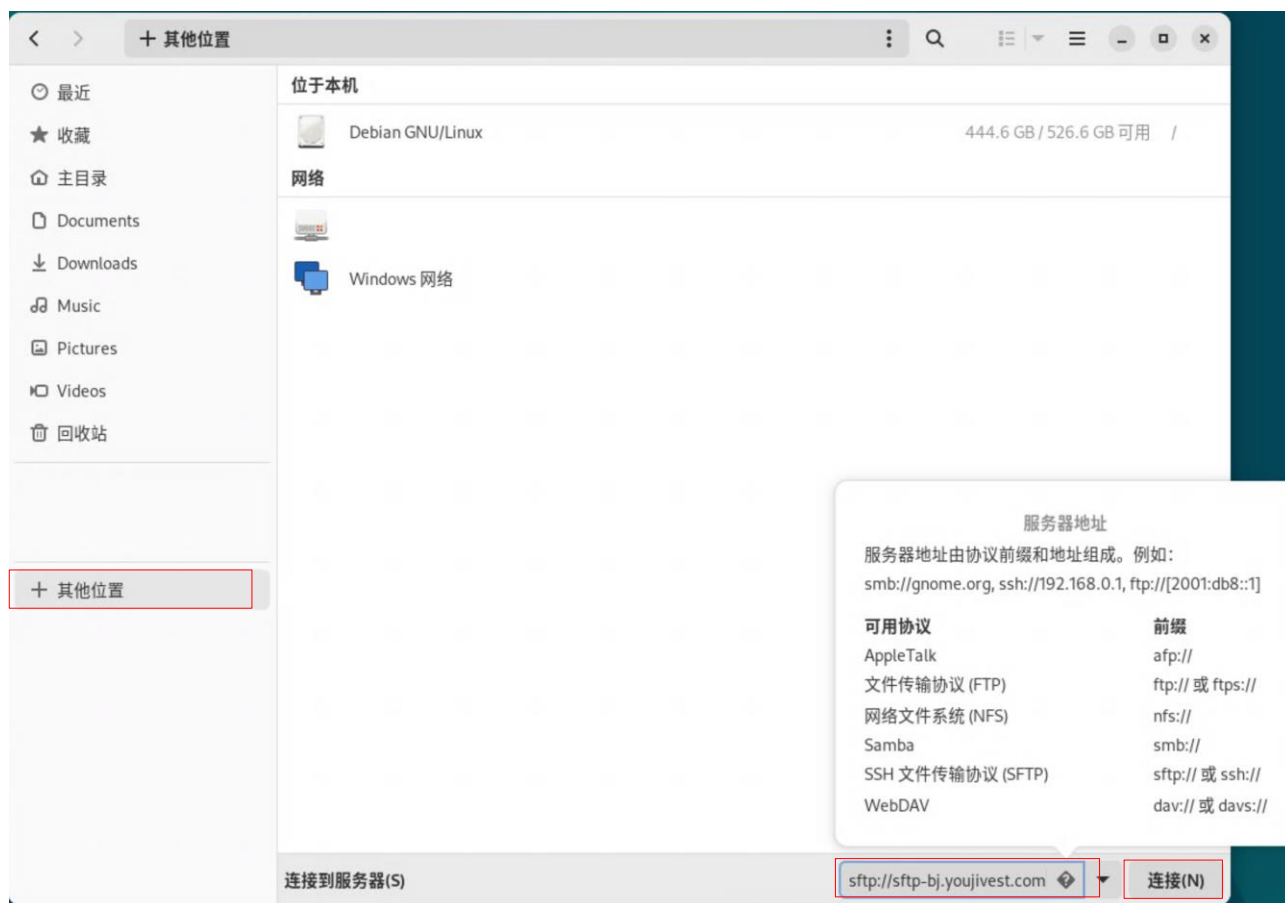 其他位置
最近
收藏
主目录
Documents
Downloads
Music
Pictures
Videos
回收站
其他位置
位于本机
Debian GNU/Linux 444.6 GB / 526.6 GB 可用 /
网络
Windows 网络
服务器地址
服务器地址由协议前缀和地址组成。例如：
smb://gnome.org, ssh://192.168.0.1, ftp://[2001:db8::1]
可用协议 前缀
AppleTalk afp://
文件传输协议 (FTP) ftp:// 或 ftps://
网络文件系统 (NFS) nfs://
Samba smb://
SSH 文件传输协议 (SFTP) sftp:// 或 ssh://
WebDAV dav:// 或 davs://
连接到服务器(S) sftp://sftp-bj.youjivest.com 连接(N)